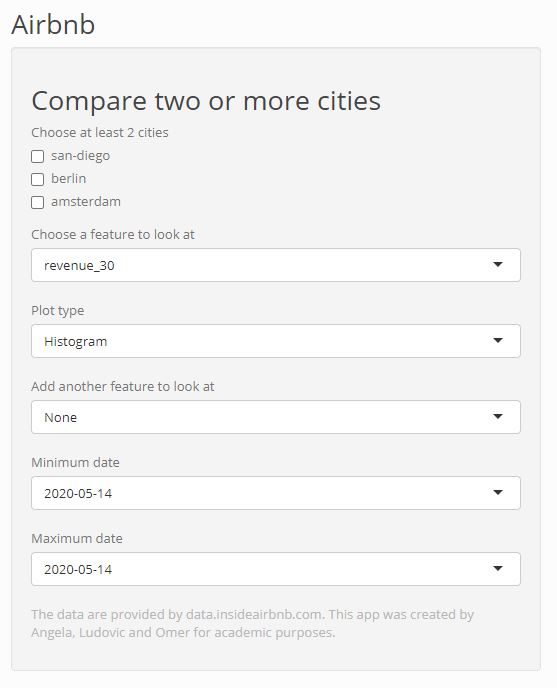 Airbnb
Compare two or more cities
Choose at least 2 cities
san-diego
berlin
amsterdam
Choose a feature to look at
revenue_30
Plot type
Histogram
Add another feature to look at
None
Minimum date
2020-05-14
Maximum date
2020-05-14
The data are provided by data.insideairbnb.com. This app was created by
Angela, Ludovic and Omer for academic purposes.